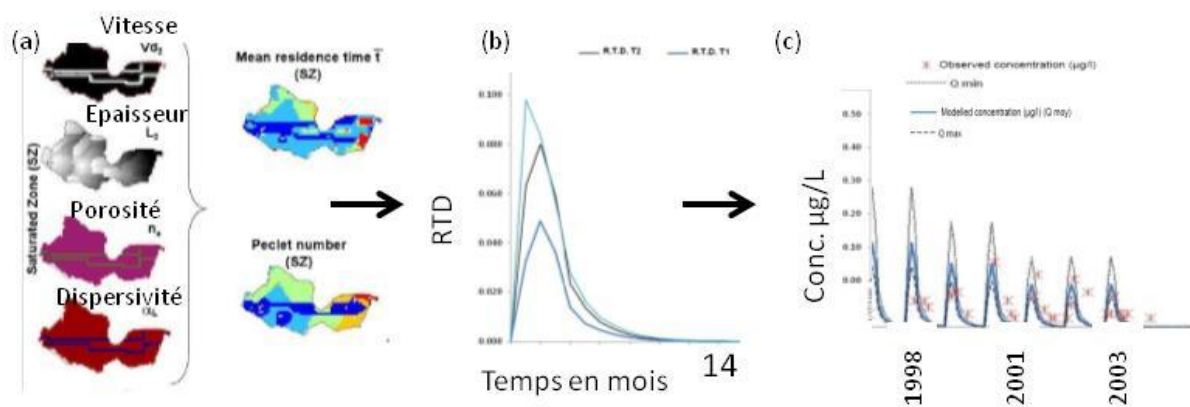 (a)
Vitesse
Vd₂
Epaisseur
L₂
Porosité
nₑ
Dispersivité
Saturated Zone (SZ)
Mean residence time t̅
(SZ)
Peclet number
(SZ)
(b)
R.T.D. T2
R.T.D. T1
0.100
0.080
0.060
0.040
0.020
0.000
RTD
14
Temps en mois
(c)
Observed concentration (µg/l)
Q min
Modelled concentration (µg/l) (Q moy)
Q max
0.50
0.40
0.30
0.20
0.10
0.00
Conc. µg/L
1998
2001
2003